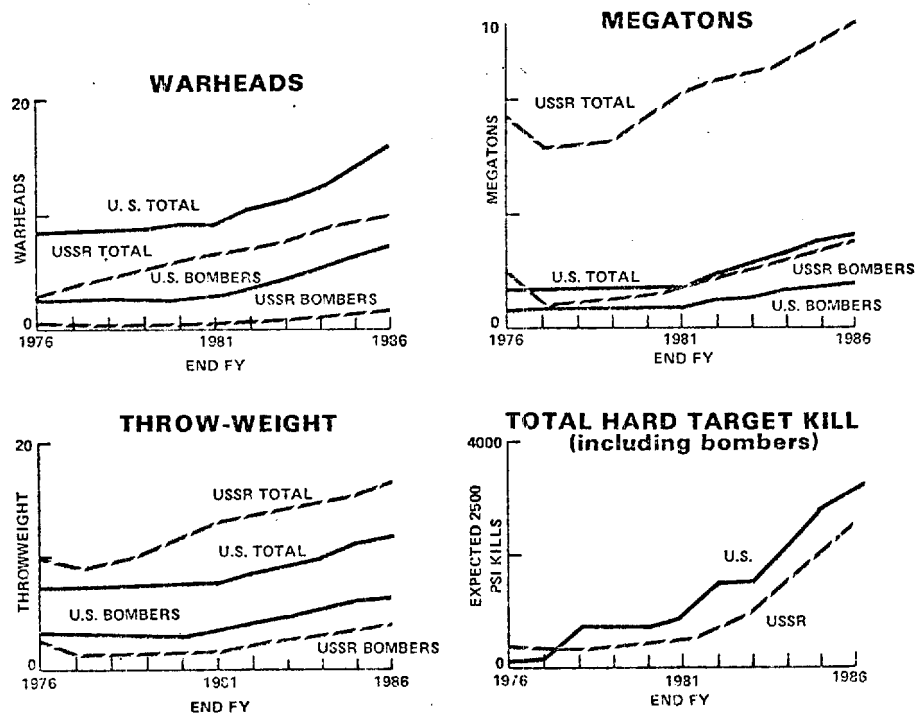 WARHEADS
20
WARHEADS
0
U. S. TOTAL
USSR TOTAL
U.S. BOMBERS
USSR BOMBERS
1976
1981
1936
END FY
MEGATONS
10
MEGATONS
0
USSR TOTAL
U.S. TOTAL
USSR BOMBERS
U.S. BOMBERS
1976
1981
1986
END FY
THROW-WEIGHT
20
THROWWEIGHT
0
USSR TOTAL
U.S. TOTAL
U.S. BOMBERS
USSR BOMBERS
1976
1981
1986
END FY
TOTAL HARD TARGET KILL
(including bombers)
4000
EXPECTED 2500
PSI KILLS
0
U.S.
USSR
1976
1981
1986
END FY